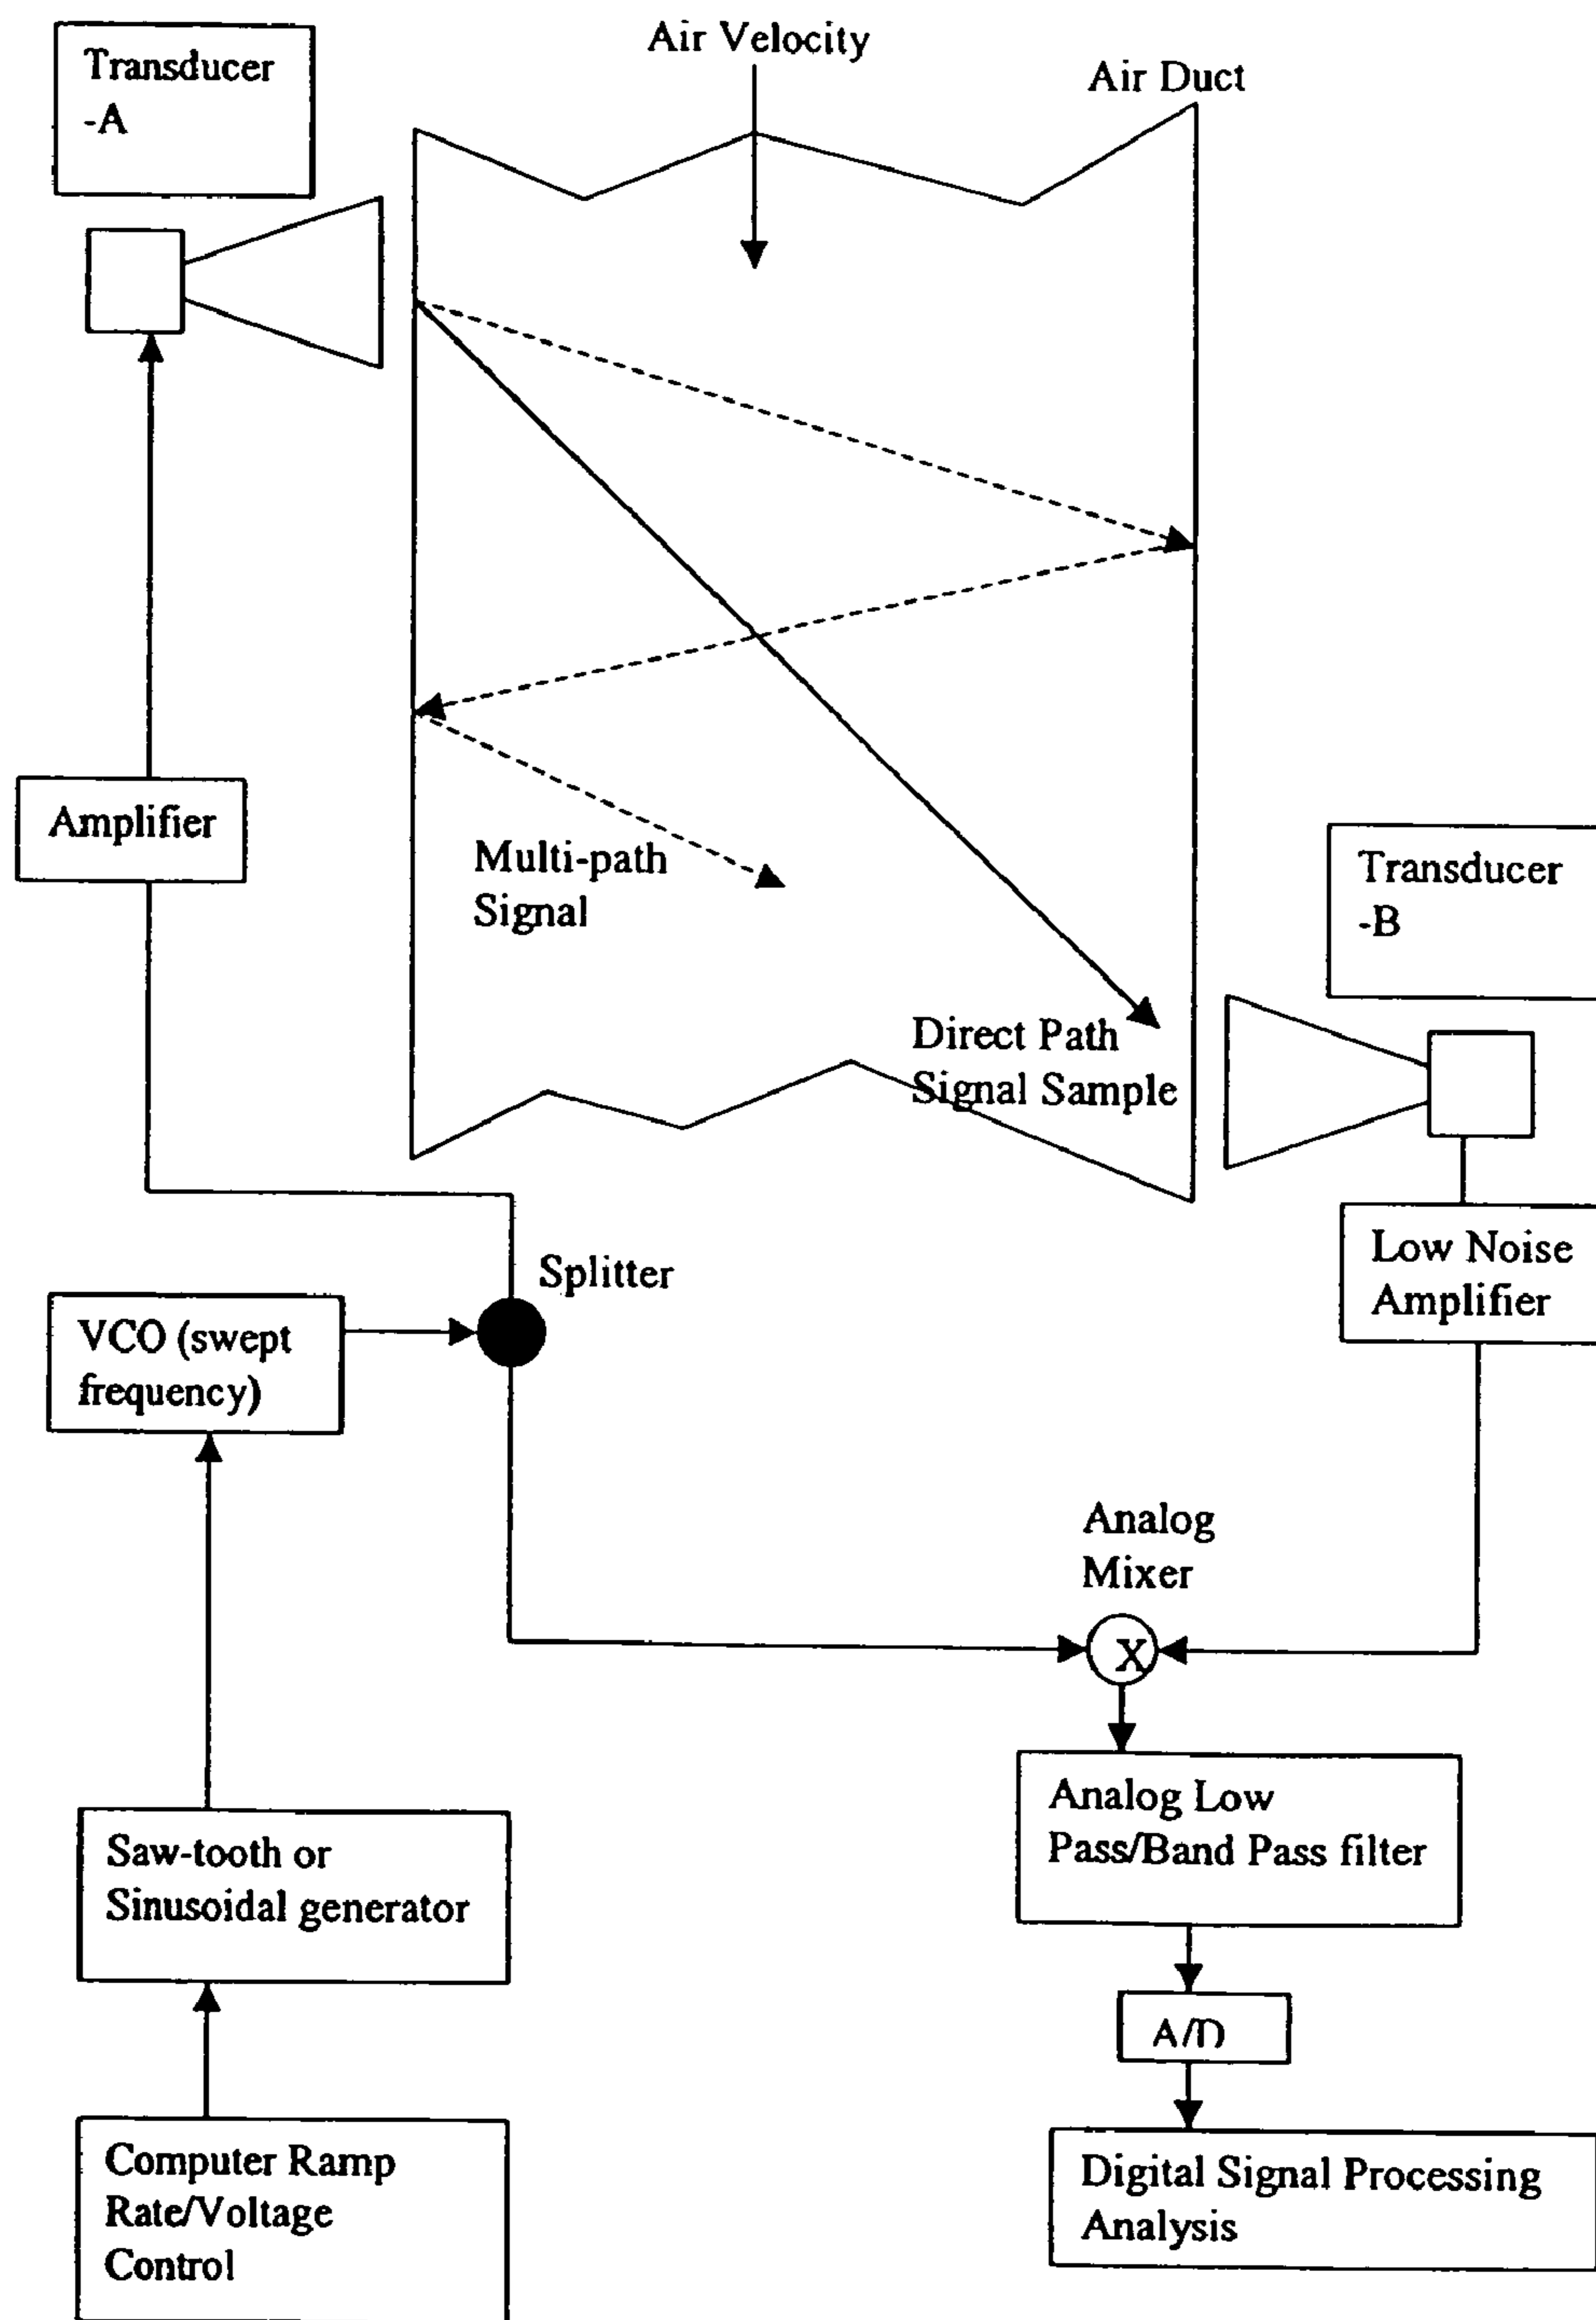 Transducer
-A
Air Velocity
Air Duct
Amplifier
Multi-path
Signal
Transducer
-B
Direct Path
Signal Sample
Low Noise
Amplifier
Splitter
VCO (swept
frequency)
Analog
Mixer
X
Analog Low
Pass/Band Pass filter
Saw-tooth or
Sinusoidal generator
A/D
Computer Ramp
Rate/Voltage
Control
Digital Signal Processing
Analysis